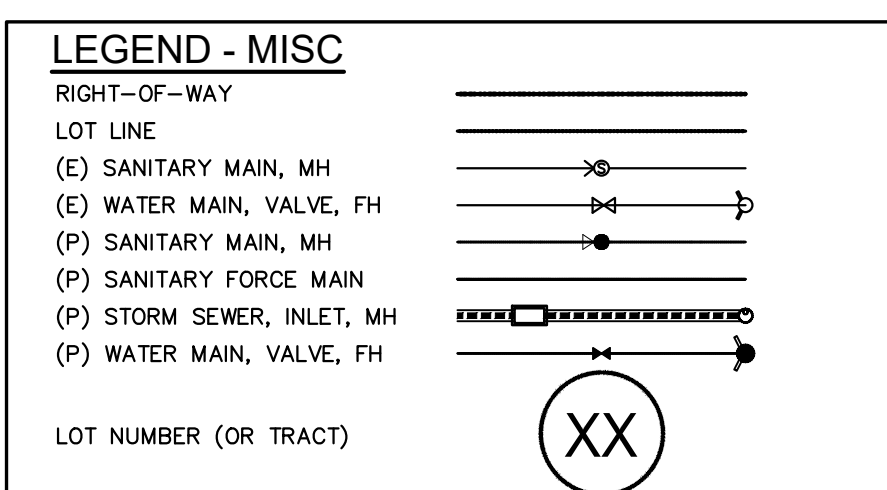 LEGEND - MISC
RIGHT-OF-WAY
LOT LINE
(E) SANITARY MAIN, MH
S
(E) WATER MAIN, VALVE, FH
(P) SANITARY MAIN, MH
(P) SANITARY FORCE MAIN
(P) STORM SEWER, INLET, MH
(P) WATER MAIN, VALVE, FH
LOT NUMBER (OR TRACT)
XX